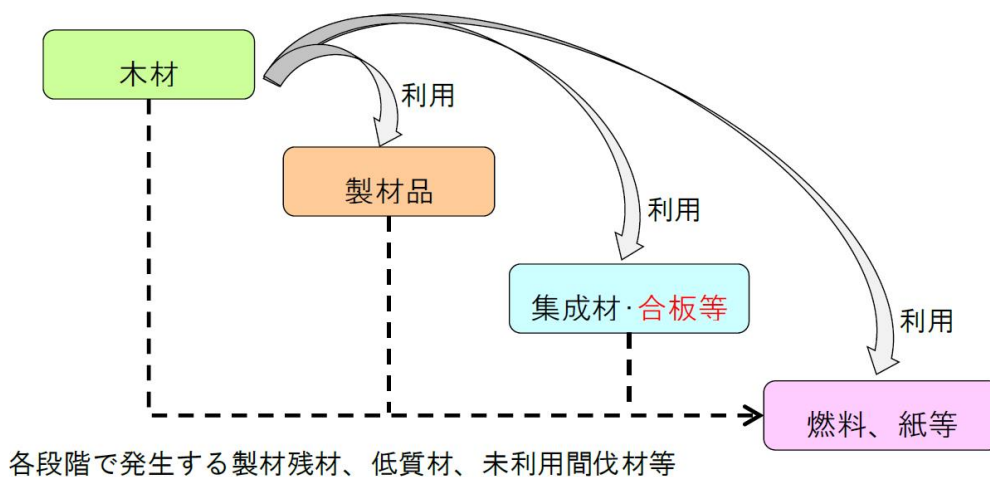 木材
利用
製材品
利用
集成材・合板等
利用
燃料、紙等
各段階で発生する製材残材、低質材、未利用間伐材等